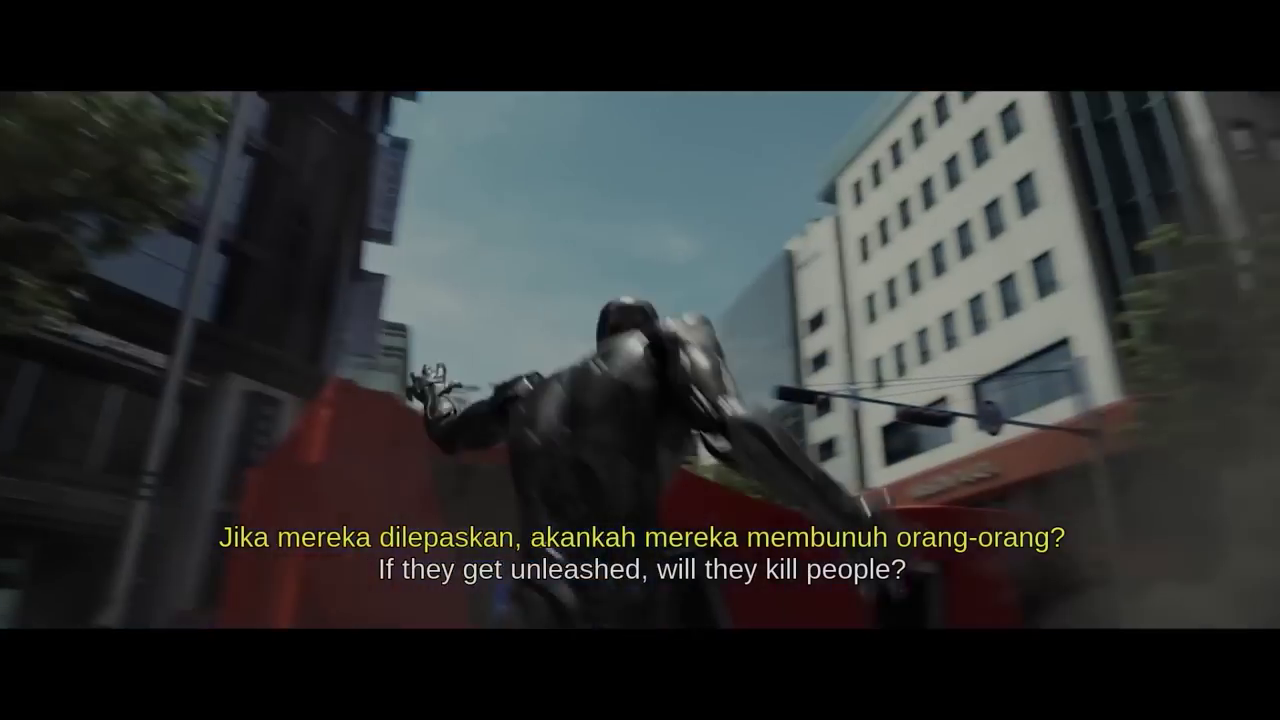 Jika mereka dilepaskan, akankah mereka membunuh orang-orang?
If they get unleashed, will they kill people?